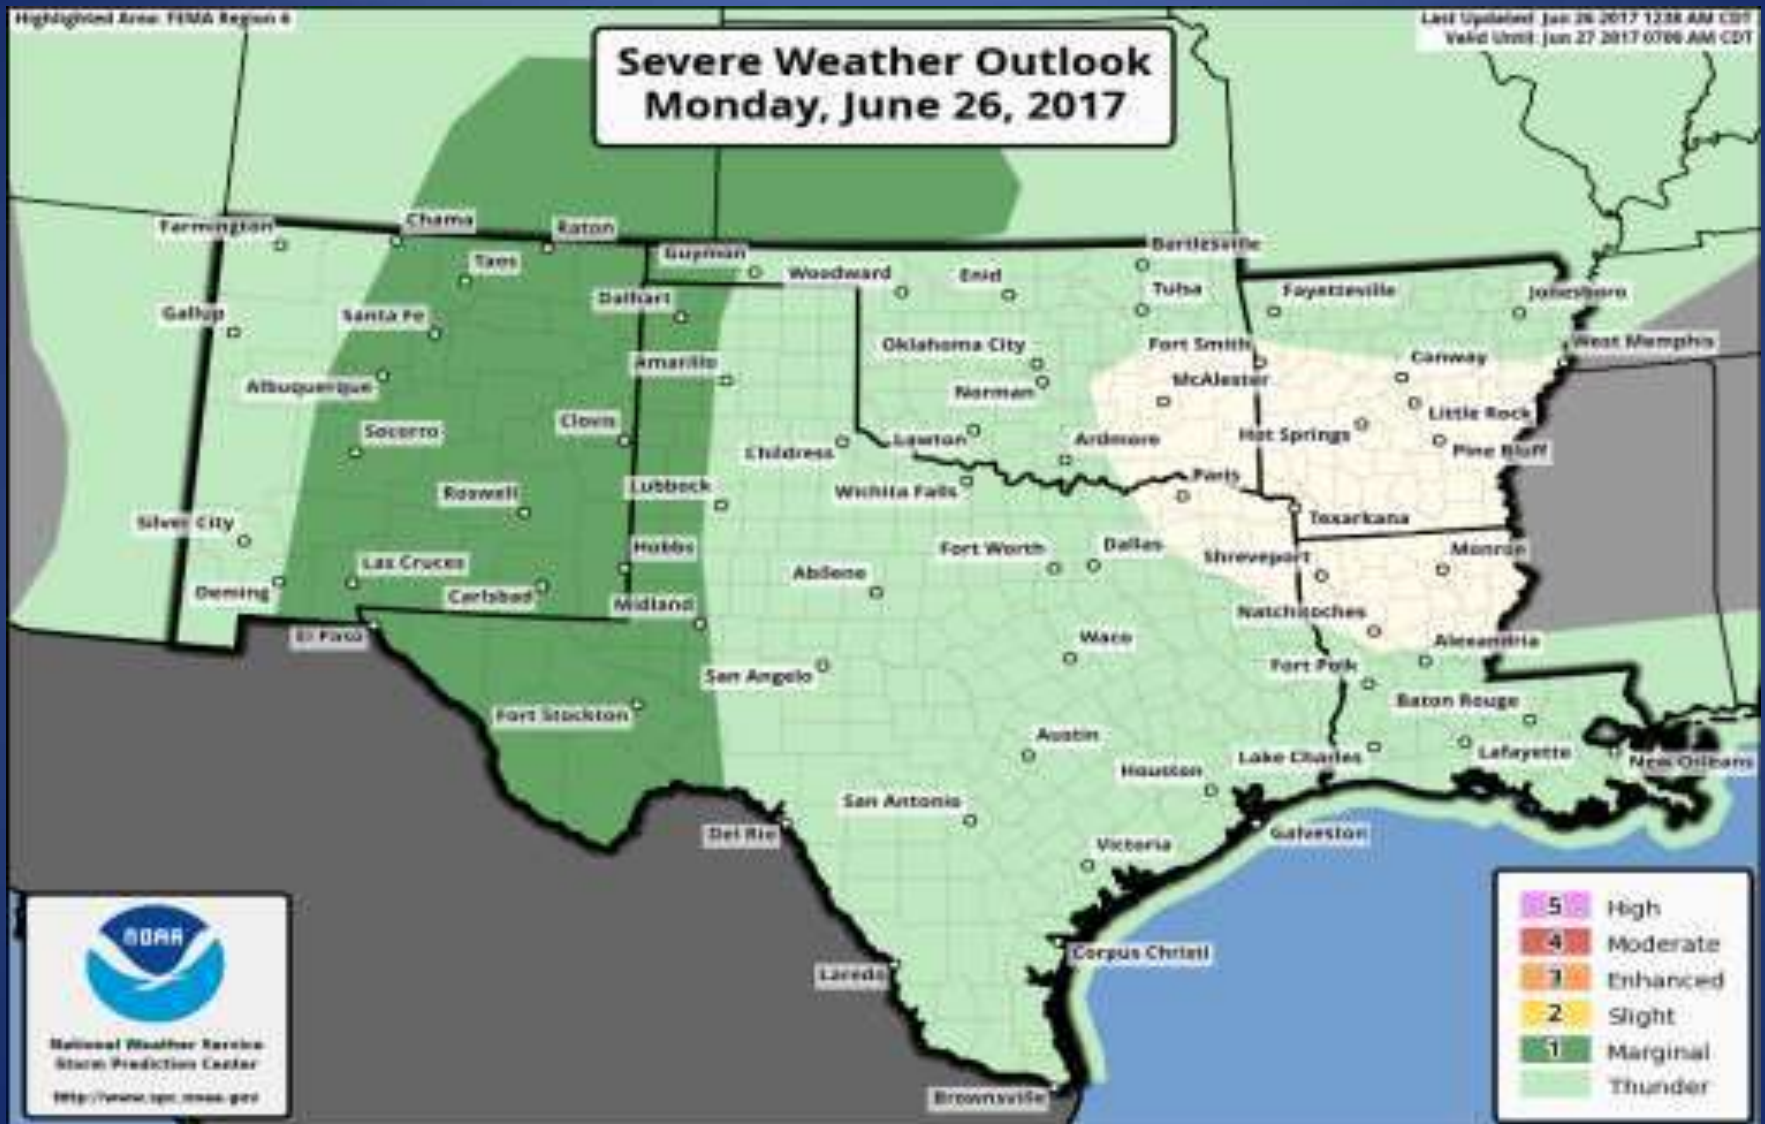 Highlighted Area: FEMA Region 6
Last Updated: Jun 26 2017 1238 AM CDT
Valid Until: Jun 27 2017 0700 AM CDT
Severe Weather Outlook
Monday, June 26, 2017
Farmington
Chama
Raton
Guymon
Bartlesville
Taos
Woodward
Enid
Dalhart
Tulsa
Fayetteville
Jonesboro
Gallup
Santa Fe
Oklahoma City
Fort Smith
West Memphis
Amarillo
Conway
Albuquerque
Norman
McAlester
Clovis
Little Rock
Socorro
Childress
Lawton
Ardmore
Hot Springs
Pine Bluff
Roswell
Lubbock
Wichita Falls
Paris
Silver City
Texarkana
Las Cruces
Hobbs
Fort Worth
Dallas
Shreveport
Monroe
Deming
Carlsbad
Midland
Abilene
Natchitoches
El Paso
Waco
Alexandria
San Angelo
Fort Polk
Fort Stockton
Baton Rouge
Austin
Lake Charles
Lafayette
New Orleans
Houston
San Antonio
Del Rio
Galveston
Victoria
Corpus Christi
Laredo
Brownsville
NOAA
National Weather Service
Storm Prediction Center
http://www.spc.noaa.gov
5 High
4 Moderate
3 Enhanced
2 Slight
1 Marginal
Thunder